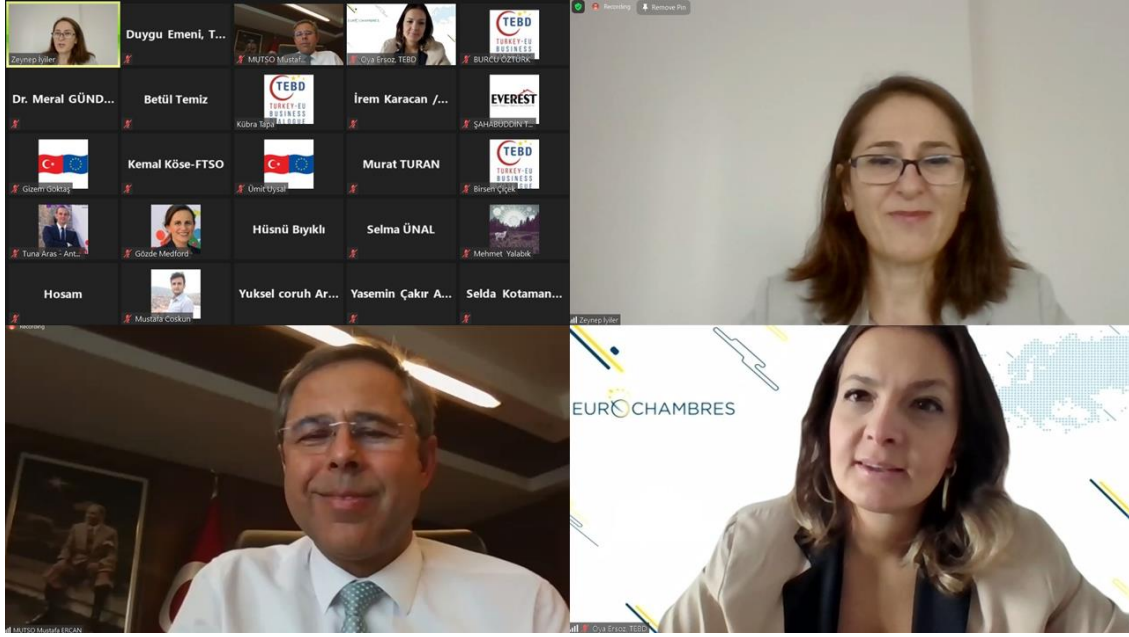 Recording
Remove Pin
Zeynep İyiler
Duygu Emeni, T...
MUTSO Mustaf...
EUROCHAMBRES
Oya Ersoz, TEBD
TEBD
TURKEY-EU
BUSINESS
BURCU ÖZTÜRK
Dr. Meral GÜND...
Betül Temiz
TEBD
TURKEY-EU
BUSINESS
DIALOGUE
Kübra Tapa
İrem Karacan /...
EVEREST
ŞAHABUDDİN T...
Gizem Göktaş
Kemal Köse-FTSO
Ümit Uysal
Murat TURAN
TEBD
TURKEY-EU
BUSINESS
Birsen Çiçek
Tuna Aras - Ant...
Gözde Medford
Hüsnü Bıyıklı
Selma ÜNAL
Mehmet Yalabık
Hosam
Mustafa Coskun
Yuksel coruh Ar...
Yasemin Çakır A...
Selda Kotaman...
Zeynep İyiler
Recording
EUROCHAMBRES
MUTSO Mustafa ERCAN
Oya Ersoz, TEBD